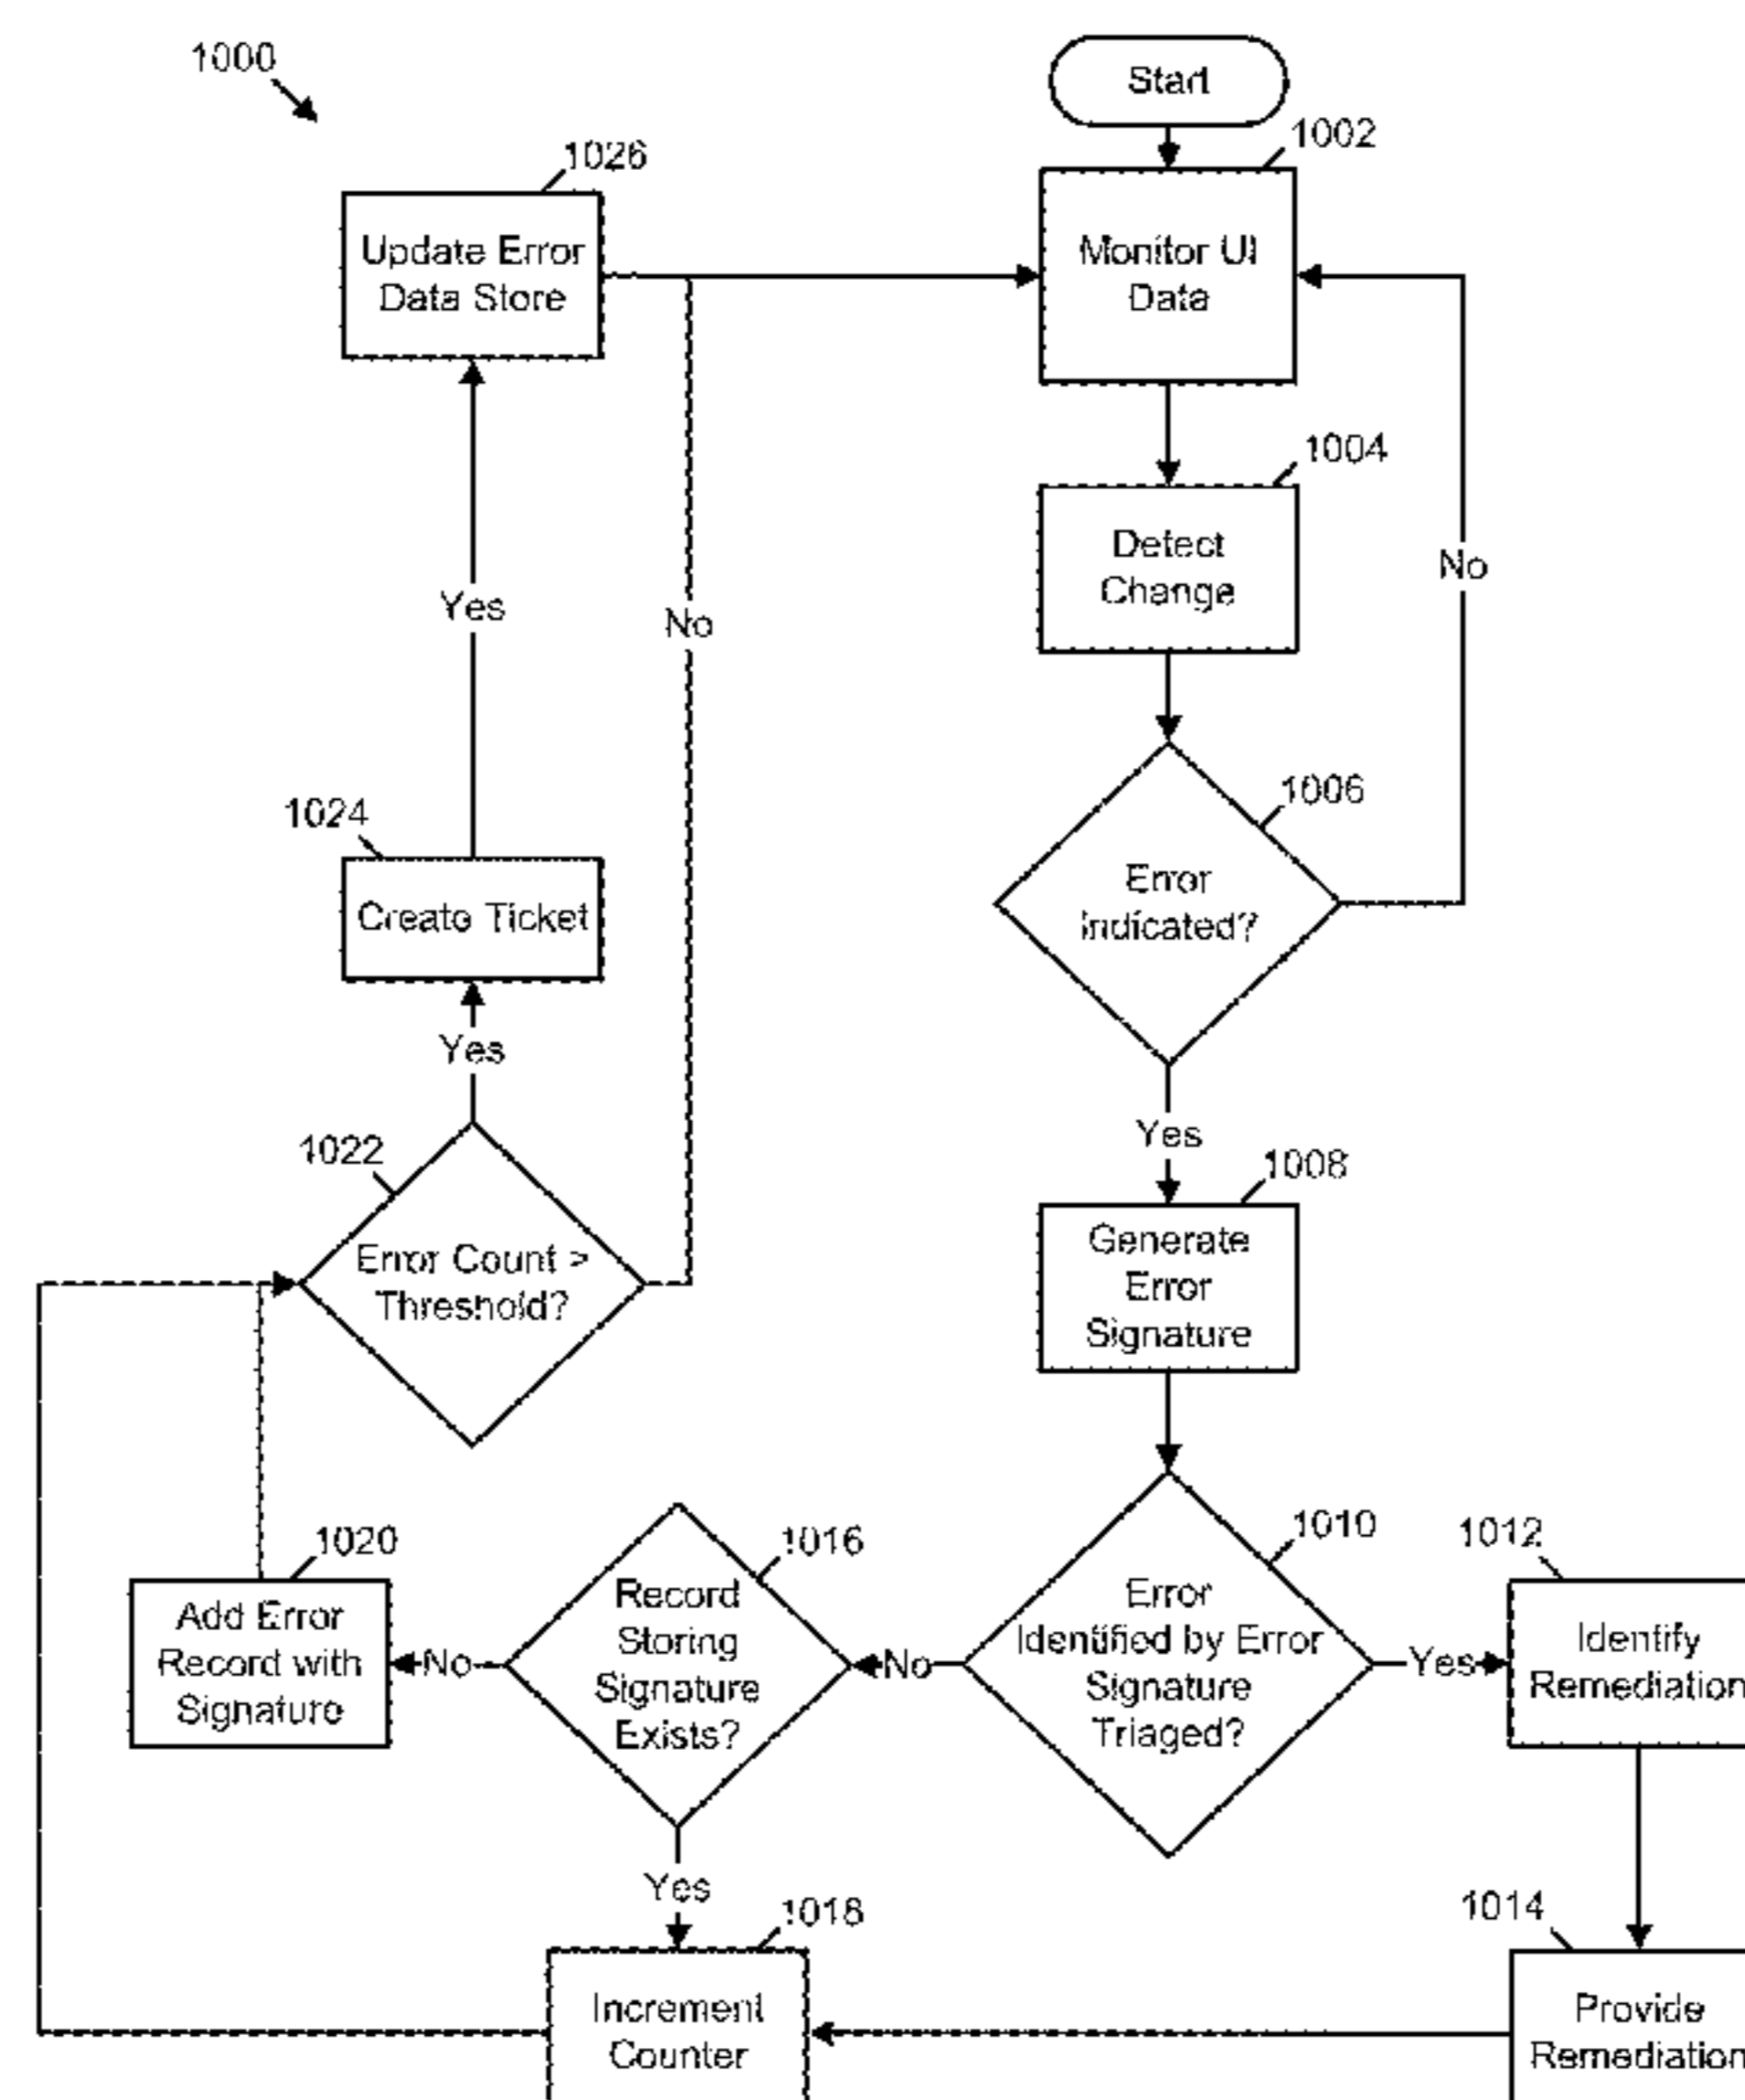 1000
Start
1002
Monitor UI
Data
1026
Update Error
Data Store
1004
Detect
Change
No
Yes
No
1006
Error
Indicated?
1024
Create Ticket
Yes
Yes
1008
Generate
Error
Signature
1022
Error Count >
Threshold?
1010
Error
Identified by Error
Signature
Triaged?
Yes
1012
Identify
Remediation
No
1016
Record
Storing
Signature
Exists?
No
1020
Add Error
Record with
Signature
Yes
1018
Increment
Counter
1014
Provide
Remediation